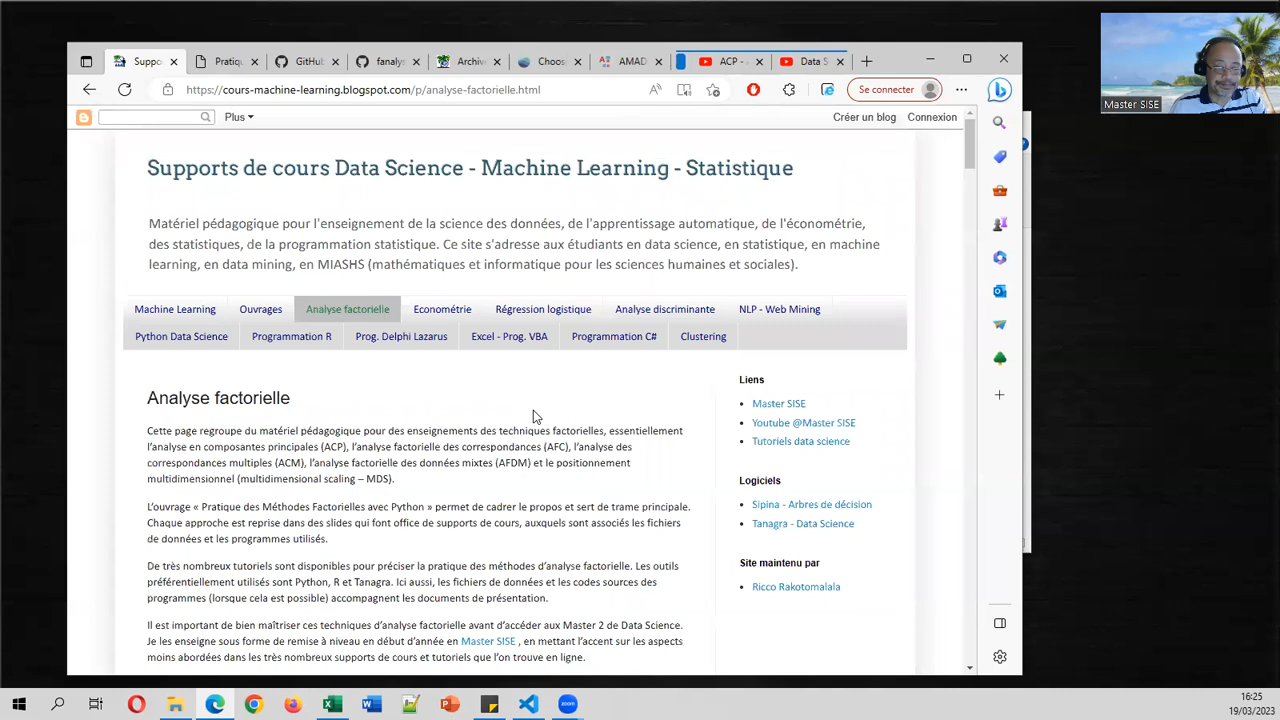 Suppo
Pratiqu
GitHub
fanalys
Archive
Choos
AMAD
ACP -
Data S
https://cours-machine-learning.blogspot.com/p/analyse-factorielle.html
Se connecter
Master SISE
Plus
Créer un blog
Connexion
Supports de cours Data Science - Machine Learning - Statistique
Matériel pédagogique pour l'enseignement de la science des données, de l'apprentissage automatique, de l'économétrie,
des statistiques, de la programmation statistique. Ce site s'adresse aux étudiants en data science, en statistique, en machine
learning, en data mining, en MIASHS (mathématiques et informatique pour les sciences humaines et sociales).
Machine Learning
Ouvrages
Analyse factorielle
Econométrie
Régression logistique
Analyse discriminante
NLP - Web Mining
Python Data Science
Programmation R
Prog. Delphi Lazarus
Excel - Prog. VBA
Programmation C#
Clustering
Analyse factorielle
Cette page regroupe du matériel pédagogique pour des enseignements des techniques factorielles, essentiellement
l'analyse en composantes principales (ACP), l'analyse factorielle des correspondances (AFC), l'analyse des
correspondances multiples (ACM), l'analyse factorielle des données mixtes (AFDM) et le positionnement
multidimensionnel (multidimensional scaling – MDS).
L'ouvrage « Pratique des Méthodes Factorielles avec Python » permet de cadrer le propos et sert de trame principale.
Chaque approche est reprise dans des slides qui font office de supports de cours, auxquels sont associés les fichiers
de données et les programmes utilisés.
De très nombreux tutoriels sont disponibles pour préciser la pratique des méthodes d'analyse factorielle. Les outils
préférentiellement utilisés sont Python, R et Tanagra. Ici aussi, les fichiers de données et les codes sources des
programmes (lorsque cela est possible) accompagnent les documents de présentation.
Il est important de bien maîtriser ces techniques d'analyse factorielle avant d'accéder aux Master 2 de Data Science.
Je les enseigne sous forme de remise à niveau en début d'année en Master SISE , en mettant l'accent sur les aspects
moins abordées dans les très nombreux supports de cours et tutoriels que l'on trouve en ligne.
Liens
Master SISE
Youtube @Master SISE
Tutoriels data science
Logiciels
Sipina - Arbres de décision
Tanagra - Data Science
Site maintenu par
Ricco Rakotomalala
zoom
16:25
19/03/2023